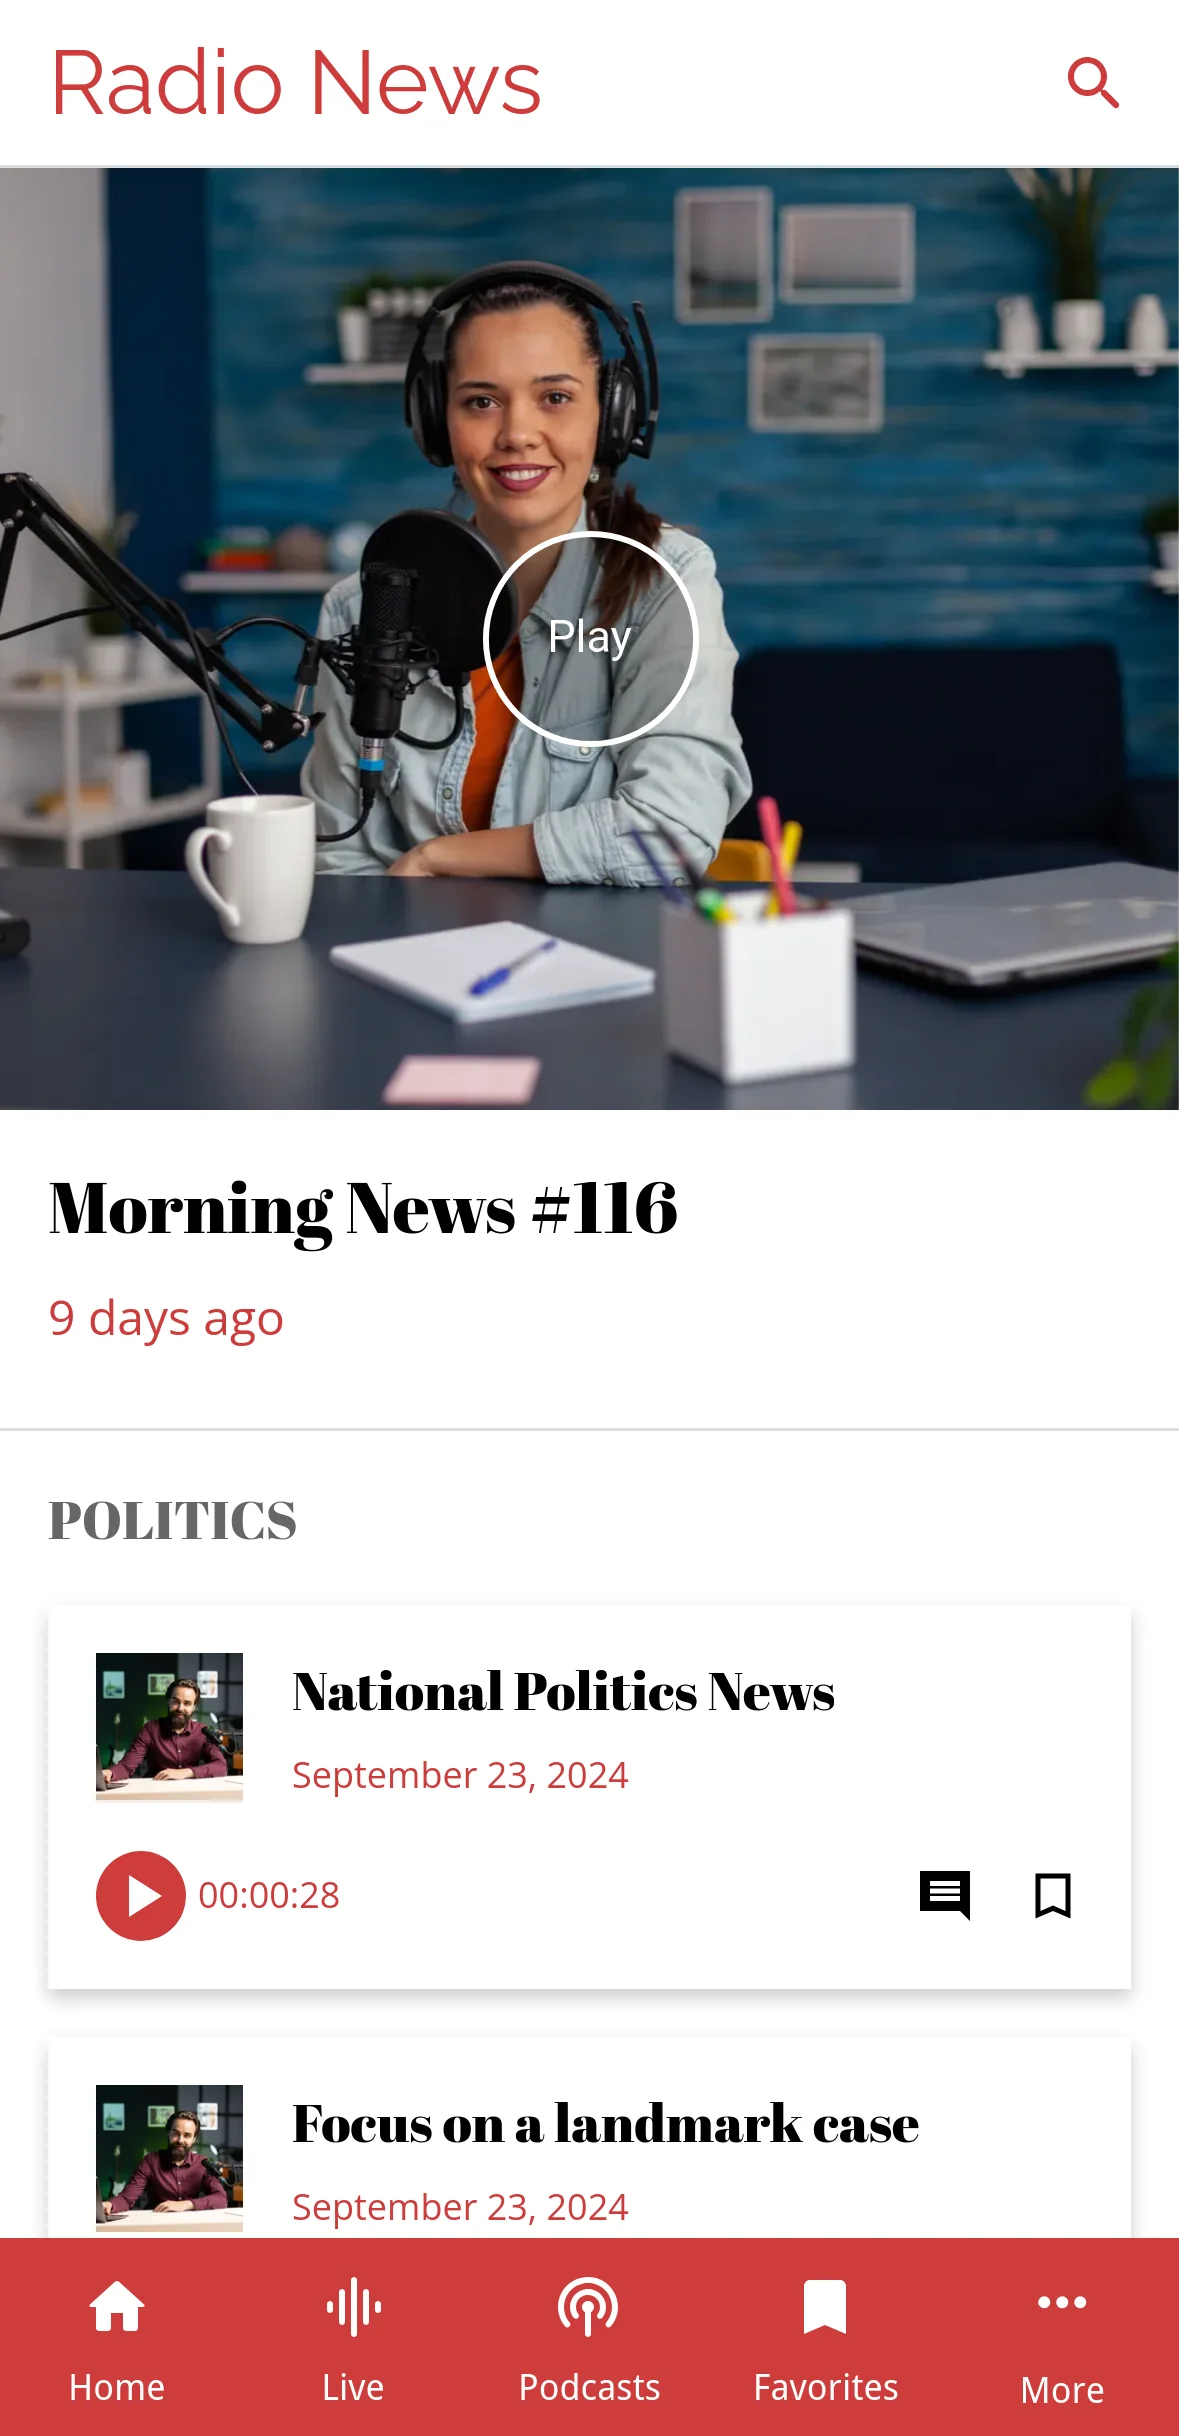 Radio News
Play
Morning News #116
9 days ago
POLITICS
National Politics News
September 23, 2024
00:00:28
Focus on a landmark case
September 23, 2024
Home
Live
Podcasts
Favorites
More